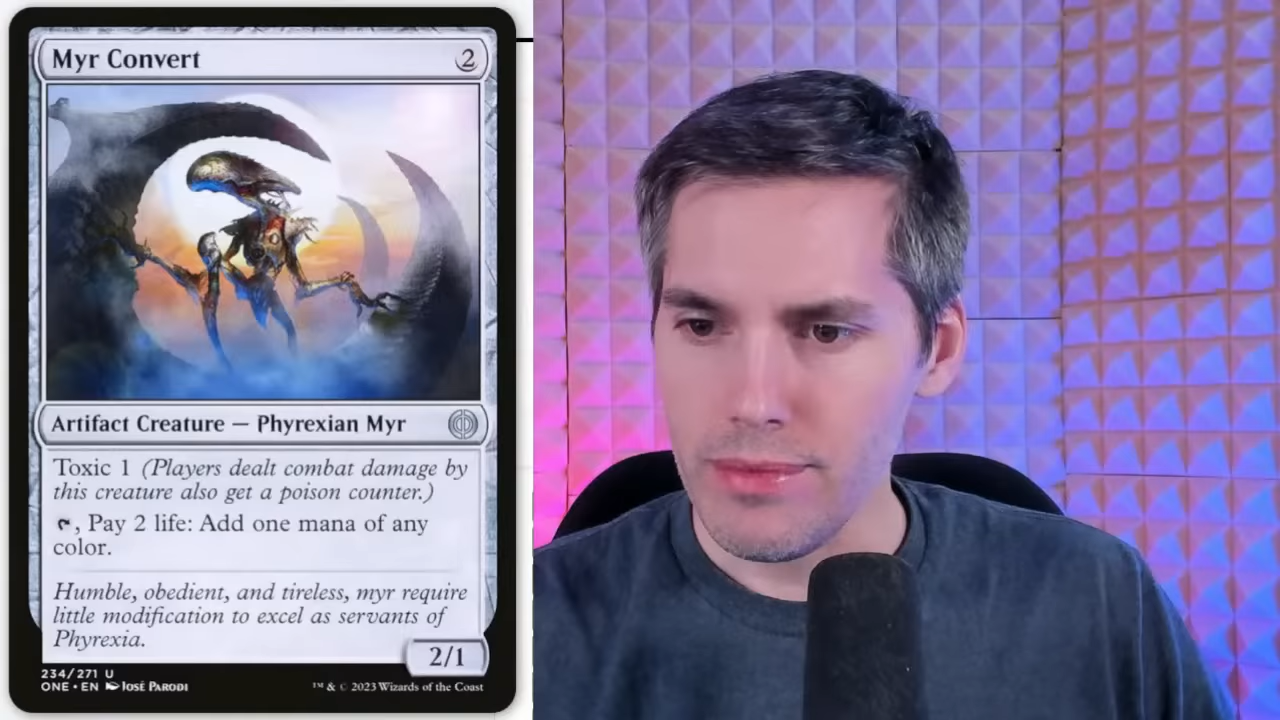 Myr Convert 2
Artifact Creature — Phyrexian Myr
Toxic 1 (Players dealt combat damage by
this creature also get a poison counter.)
, Pay 2 life: Add one mana of any
color.
Humble, obedient, and tireless, myr require
little modification to excel as servants of
Phyrexia.
2/1
234/271 U
ONE • EN José Parodi
™ & © 2023 Wizards of the Coast